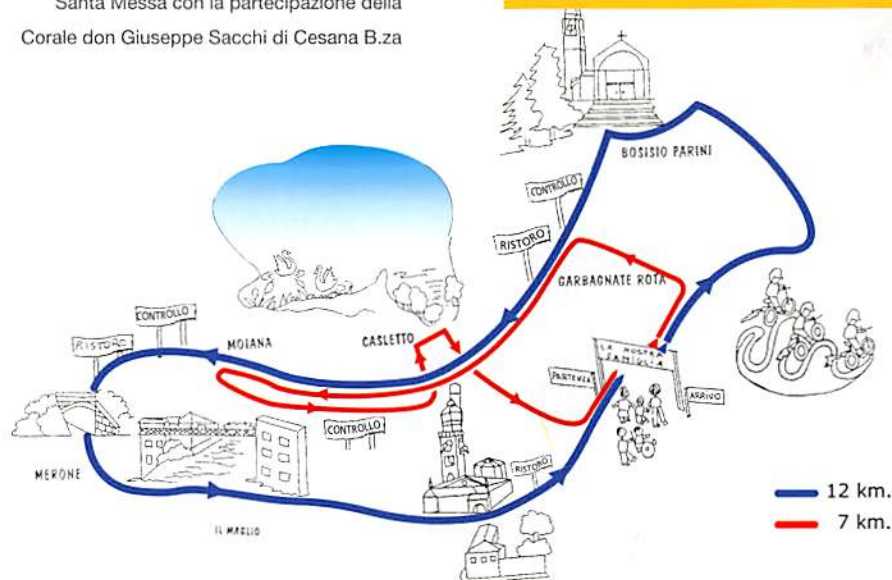 Santa Messa con la partecipazione della
Corale don Giuseppe Sacchi di Cesana B.za
BOSISIO PARINI
CONTROLLO
RISTORO
GARBAGNATE ROTA
CONTROLLO
RISTORO
MOIANA
CASLETTO
LA NOSTRA
FAMIGLIA
PARTENZA
ARRIVO
CONTROLLO
MERONE
RISTORO
IL MAGLIO
12 km.
7 km.